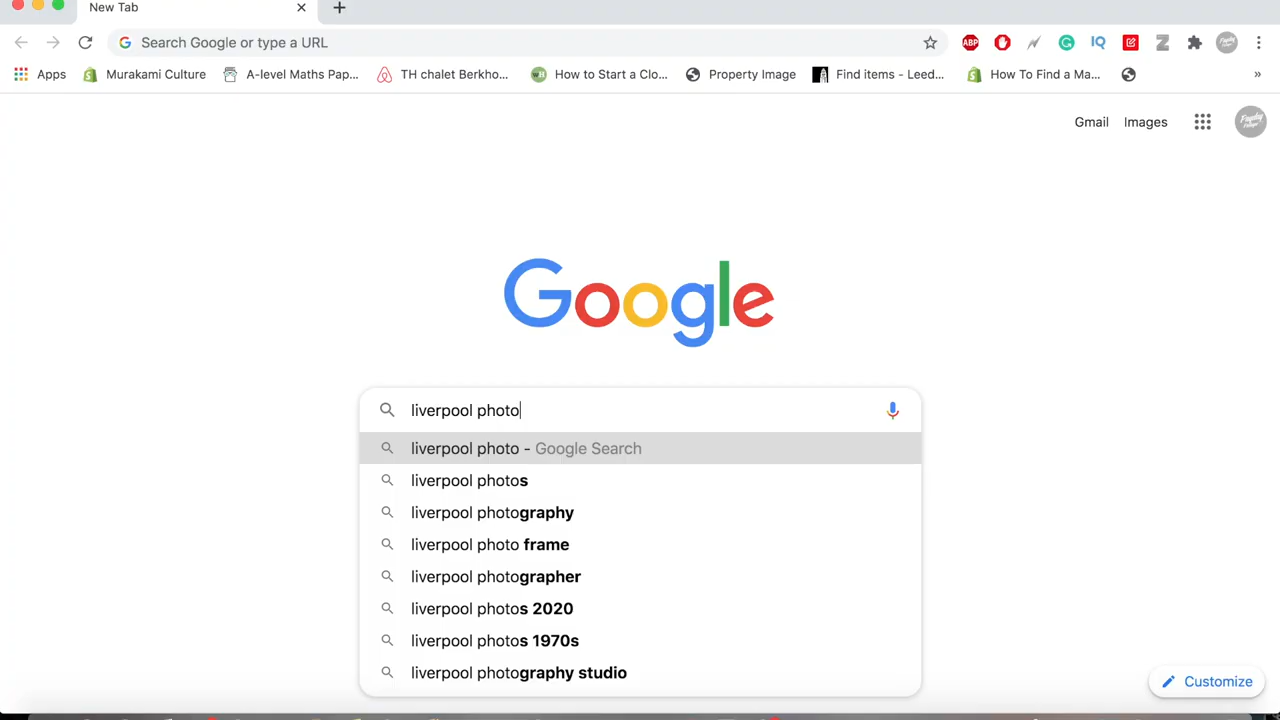 New Tab
Search Google or type a URL
ABP
IQ
Z
Apps
Murakami Culture
A-level Maths Pap...
TH chalet Berkho...
How to Start a Clo...
Property Image
Find items - Leed...
How To Find a Ma...
»
Gmail
Images
Google
liverpool photo
liverpool photo - Google Search
liverpool photos
liverpool photography
liverpool photo frame
liverpool photographer
liverpool photos 2020
liverpool photos 1970s
liverpool photography studio
Customize